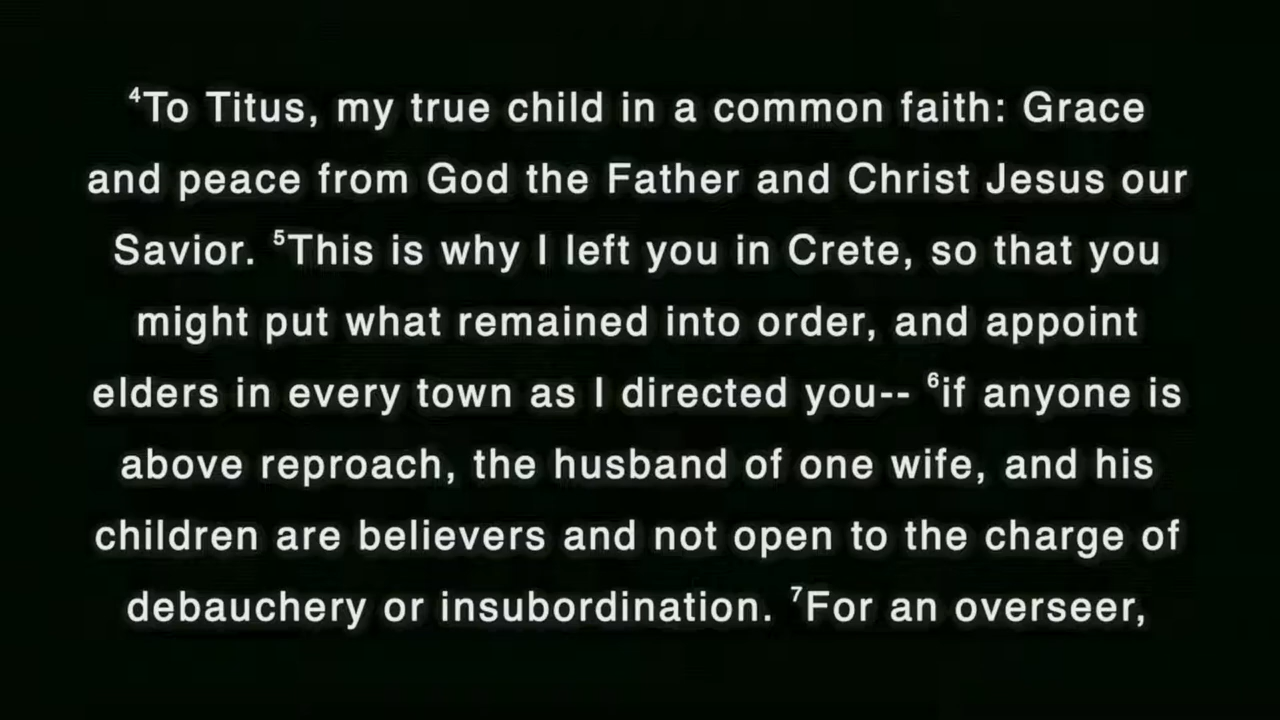 ⁴To Titus, my true child in a common faith: Grace
and peace from God the Father and Christ Jesus our
Savior. ⁵This is why I left you in Crete, so that you
might put what remained into order, and appoint
elders in every town as I directed you-- ⁶if anyone is
above reproach, the husband of one wife, and his
children are believers and not open to the charge of
debauchery or insubordination. ⁷For an overseer,